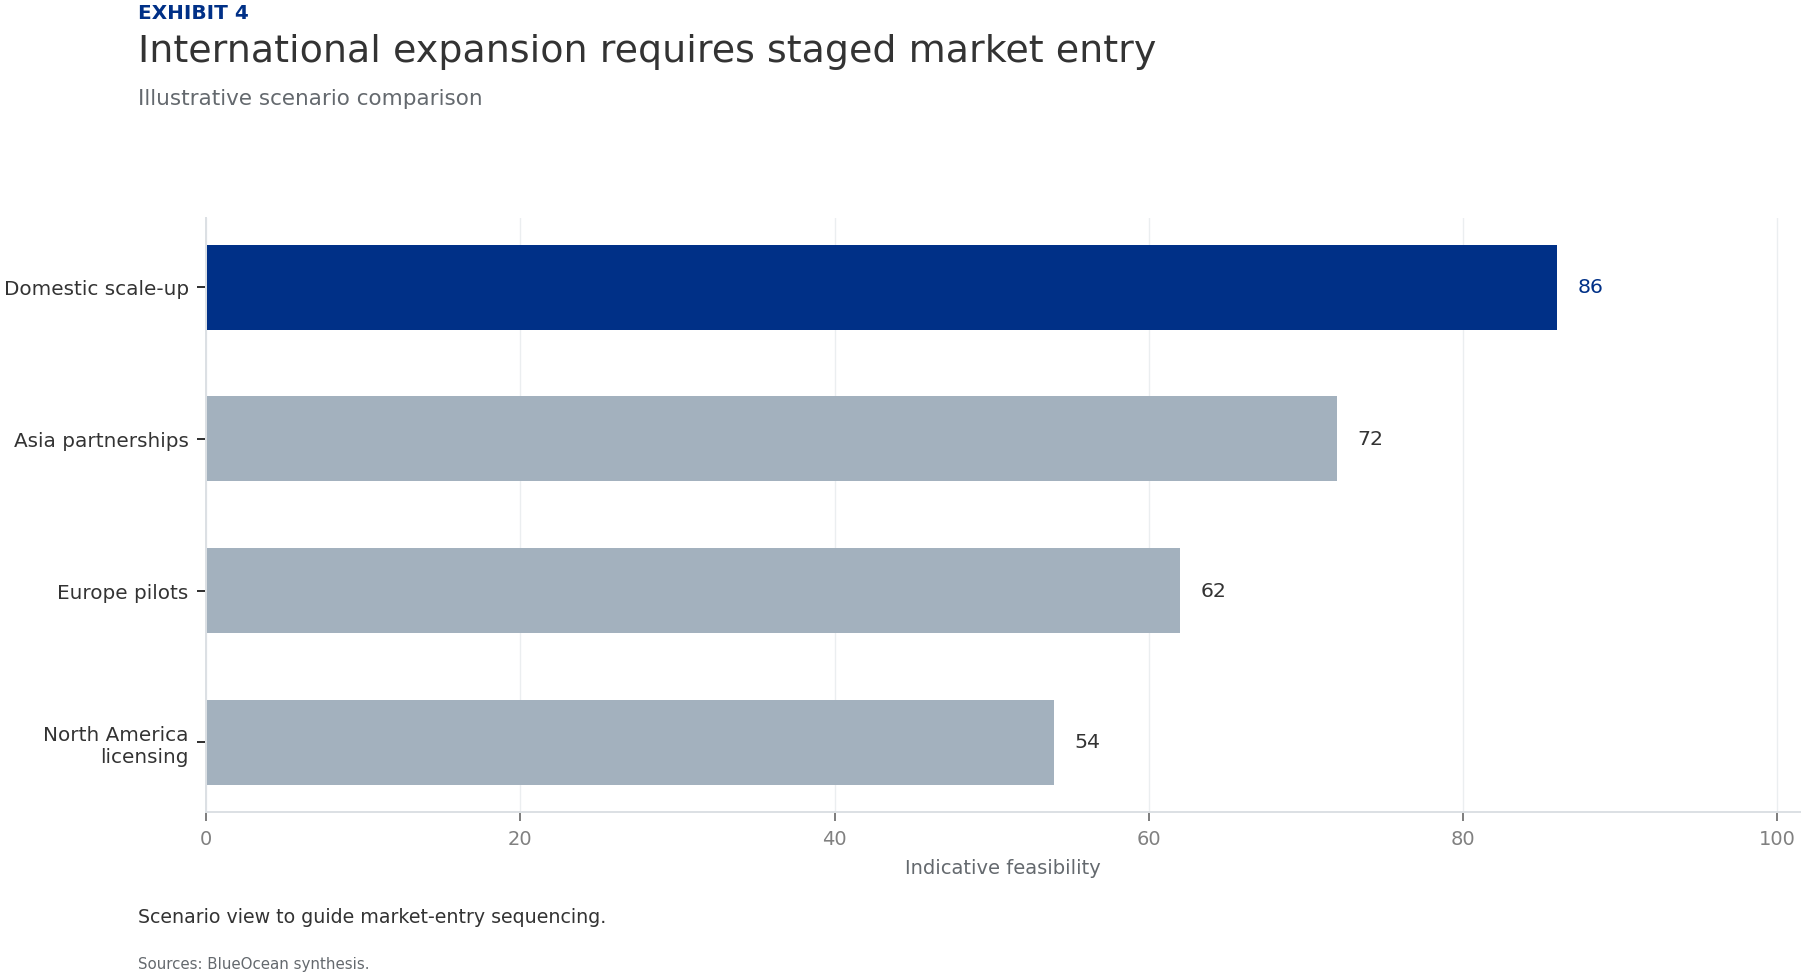 EXHIBIT 4
International expansion requires staged market entry
Illustrative scenario comparison
Domestic scale-up
86
Asia partnerships
72
Europe pilots
62
North America
licensing
54
0 20 40 60 80 100
Indicative feasibility
Scenario view to guide market-entry sequencing.
Sources: BlueOcean synthesis.